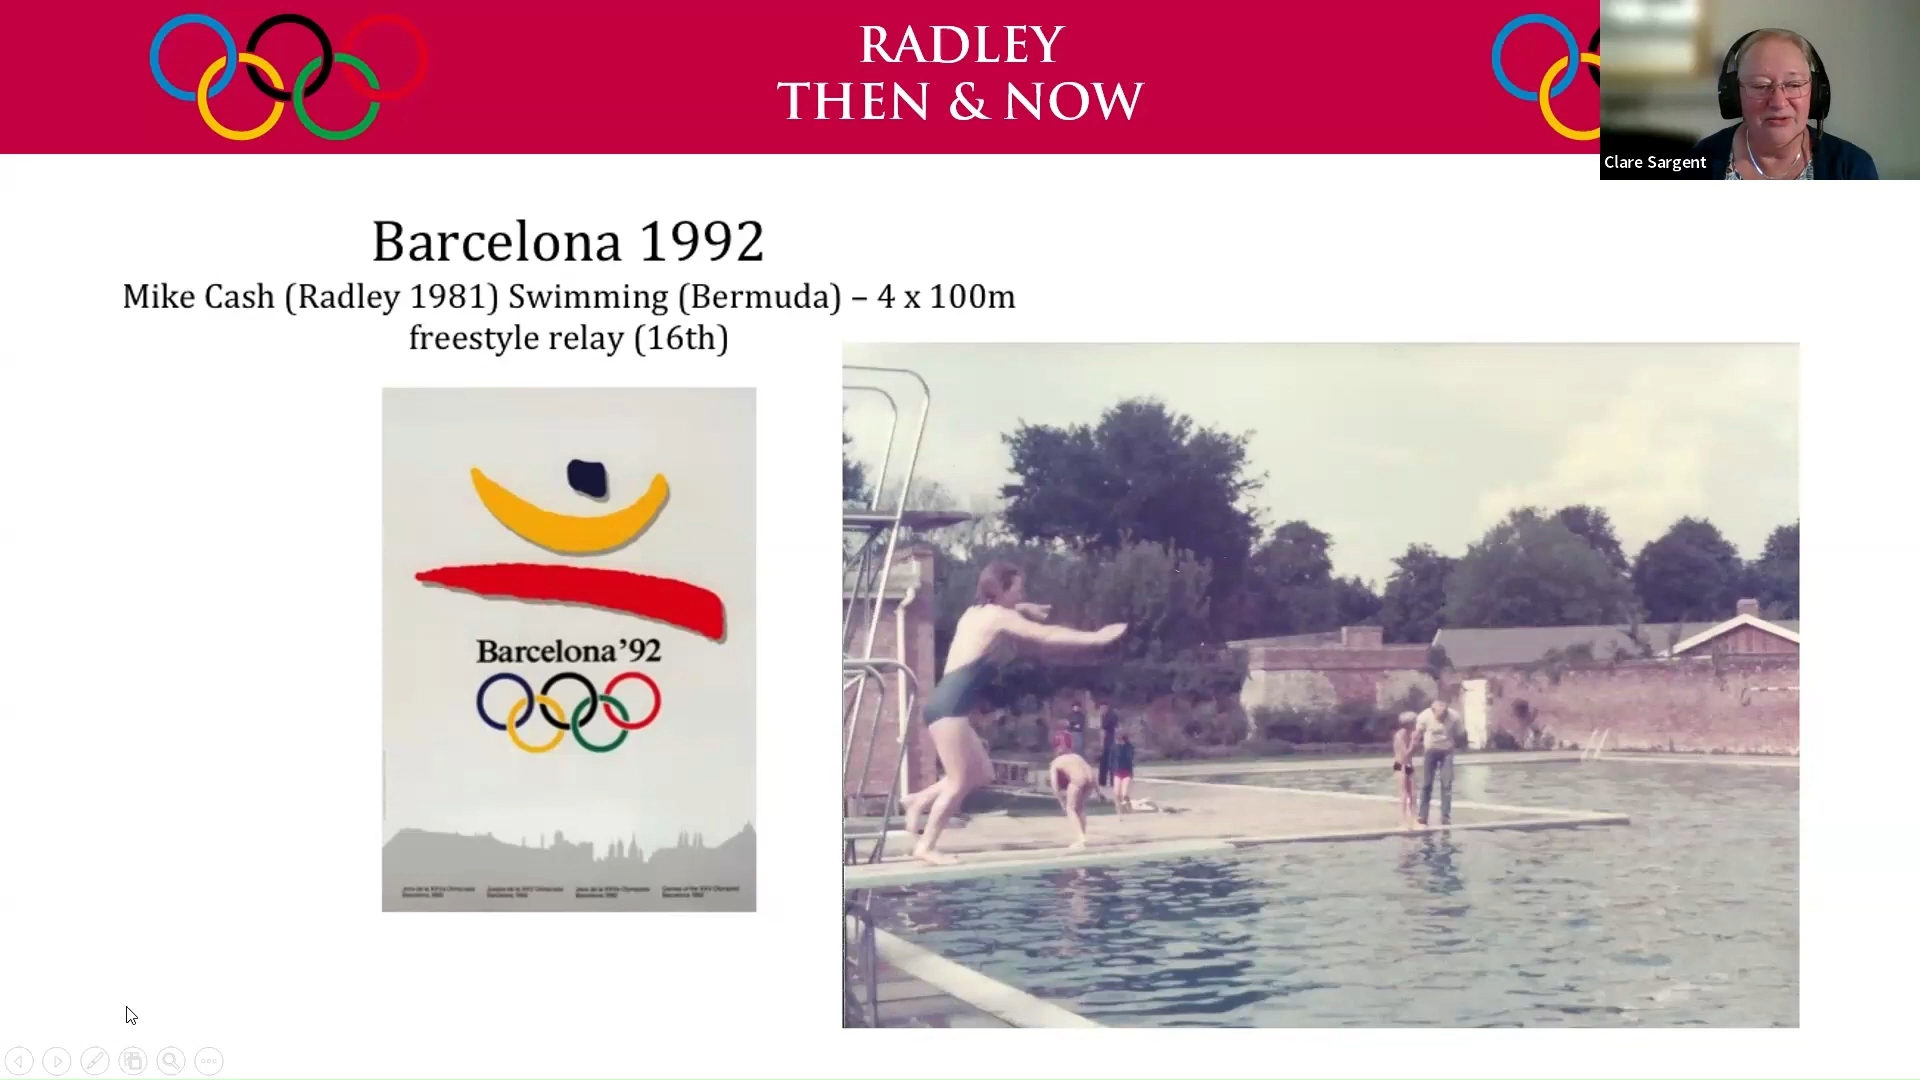 RADLEY
THEN & NOW
Clare Sargent
Barcelona 1992
Mike Cash (Radley 1981) Swimming (Bermuda) – 4 x 100m
freestyle relay (16th)
Barcelona’92